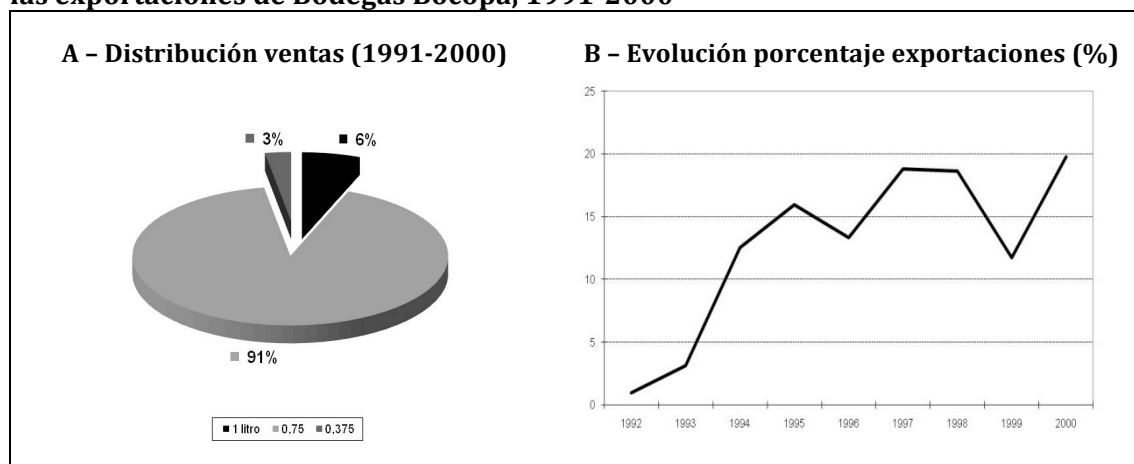 las exportaciones de Bodegas Bocopa, 1991-2000
A – Distribución ventas (1991-2000)
3%
6%
91%
1 litro 0,75 0,375
B – Evolución porcentaje exportaciones (%)
25
20
15
10
5
0
1992 1993 1994 1995 1996 1997 1998 1999 2000